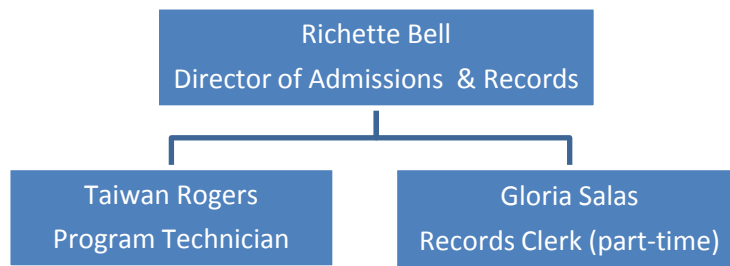 Richette Bell
Director of Admissions & Records
Taiwan Rogers
Program Technician
Gloria Salas
Records Clerk (part-time)